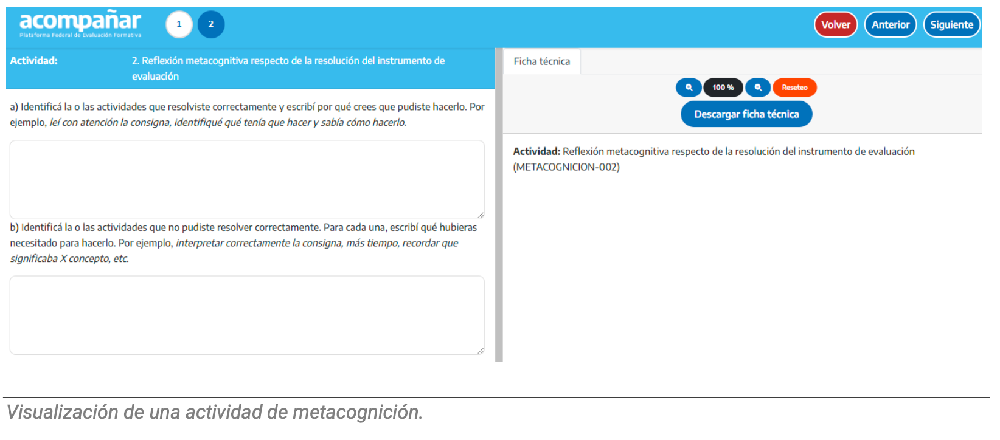 acompañar
Plataforma Federal de Evaluación Formativa
1
2
Volver
Anterior
Siguiente
Actividad:
2. Reflexión metacognitiva respecto de la resolución del instrumento de
evaluación
a) Identificá la o las actividades que resolviste correctamente y escribí por qué crees que pudiste hacerlo. Por
ejemplo, leí con atención la consigna, identifiqué qué tenía que hacer y sabía cómo hacerlo.
b) Identificá la o las actividades que no pudiste resolver correctamente. Para cada una, escribí qué hubieras
necesitado para hacerlo. Por ejemplo, interpretar correctamente la consigna, más tiempo, recordar que
significaba X concepto, etc.
Ficha técnica
100 %
Reseteo
Descargar ficha técnica
Actividad: Reflexión metacognitiva respecto de la resolución del instrumento de evaluación
(METACOGNICION-002)
Visualización de una actividad de metacognición.